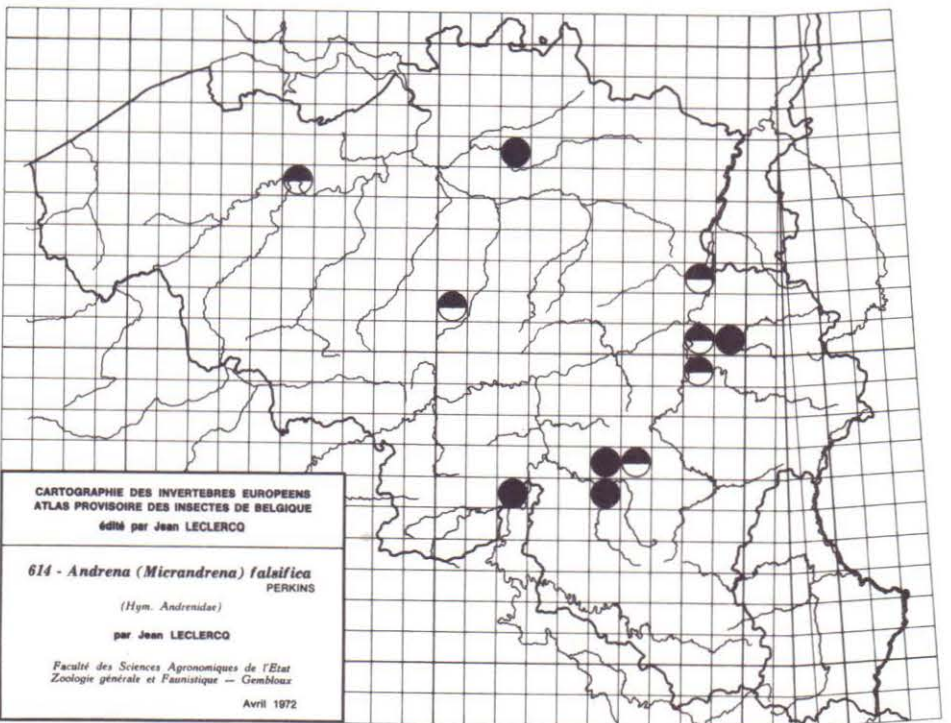 CARTOGRAPHIE DES INVERTEBRES EUROPEENS
ATLAS PROVISOIRE DES INSECTES DE BELGIQUE
édité par Jean LECLERCQ
614 - Andrena (Micrandrena) falsifica
PERKINS
(Hym. Andrenidae)
par Jean LECLERCQ
Faculté des Sciences Agronomiques de l'Etat
Zoologie générale et Faunistique — Gembloux
Avril 1972